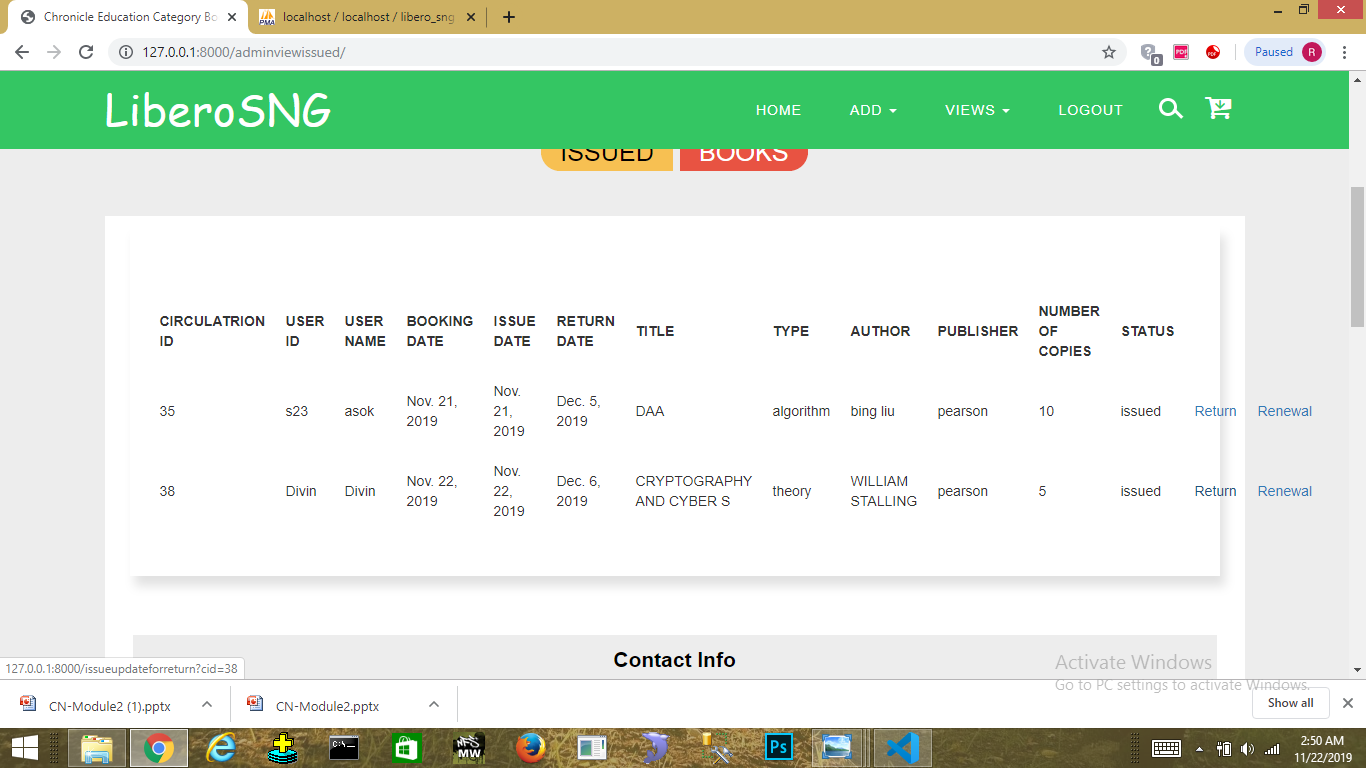 Chronicle Education Category Bo
localhost / localhost / libero_sng
127.0.0.1:8000/adminviewissued/
0
PDF
PDF
Paused
R
LiberoSNG
HOME
ADD
VIEWS
LOGOUT
ISSUED BOOKS
CIRCULATRION ID USER ID USER NAME BOOKING DATE ISSUE DATE RETURN DATE TITLE TYPE AUTHOR PUBLISHER NUMBER OF COPIES STATUS
35 s23 asok Nov. 21, 2019 Nov. 21, 2019 Dec. 5, 2019 DAA algorithm bing liu pearson 10 issued Return Renewal
38 Divin Divin Nov. 22, 2019 Nov. 22, 2019 Dec. 6, 2019 CRYPTOGRAPHY AND CYBER S theory WILLIAM STALLING pearson 5 issued Return Renewal
Contact Info
127.0.0.1:8000/issueupdateforreturn?cid=38
Activate Windows
Go to PC settings to activate Windows.
CN-Module2 (1).pptx
CN-Module2.pptx
Show all
NFS
MW
Ps
2:50 AM
11/22/2019